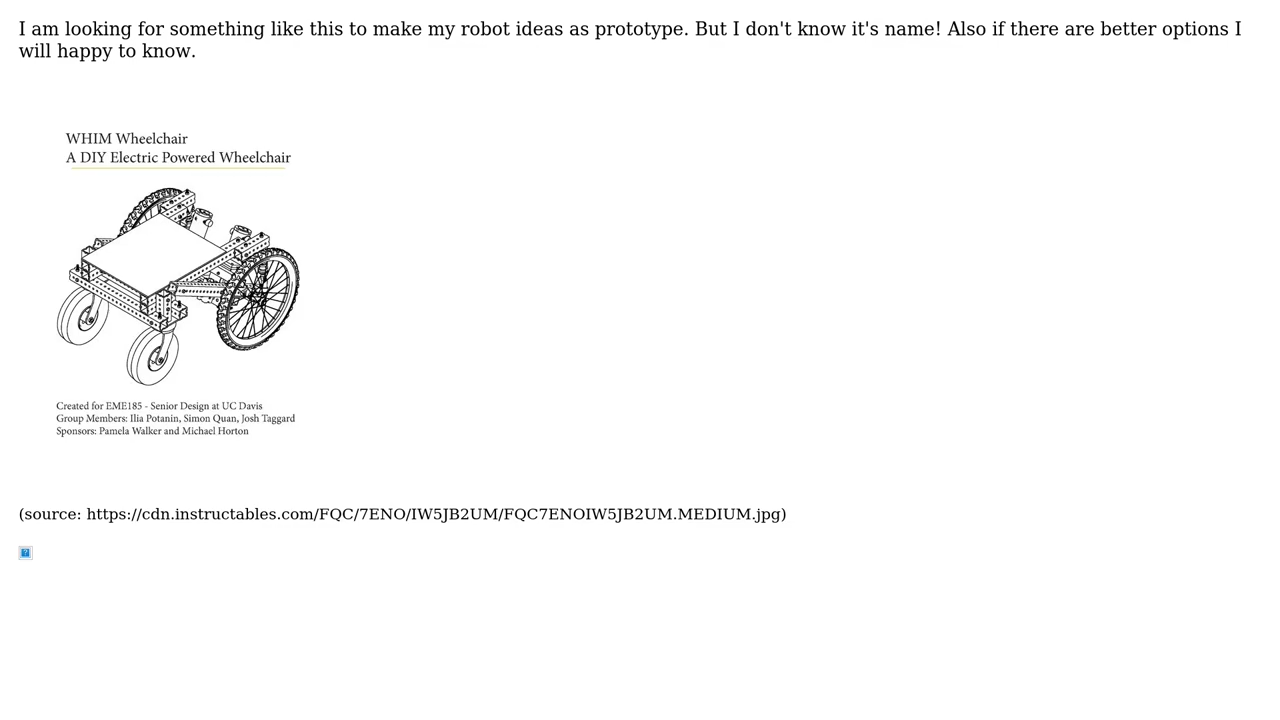 I am looking for something like this to make my robot ideas as prototype. But I don't know it's name! Also if there are better options I
will happy to know.
WHIM Wheelchair
A DIY Electric Powered Wheelchair
Created for EME185 - Senior Design at UC Davis
Group Members: Ilia Potanin, Simon Quan, Josh Taggard
Sponsors: Pamela Walker and Michael Horton
(source: https://cdn.instructables.com/FQC/7ENO/IW5JB2UM/FQC7ENOIW5JB2UM.MEDIUM.jpg)
?